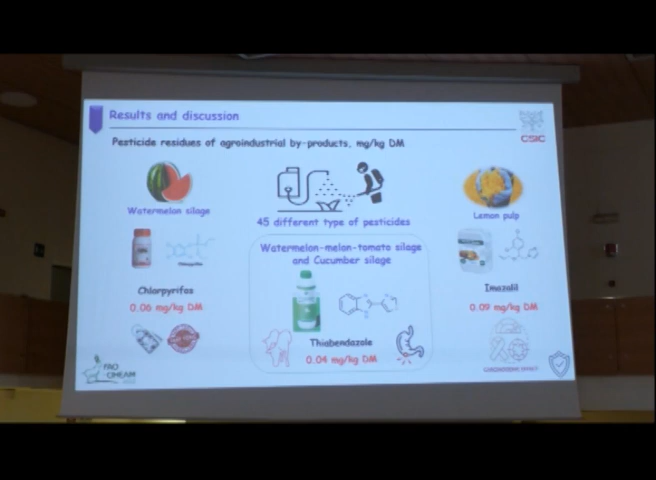 Results and discussion
CSIC
Pesticide residues of agroindustrial by-products, mg/kg DM
Watermelon silage
45 different type of pesticides
Lemon pulp
Watermelon-melon-tomato silage
and Cucumber silage
Chlorpyrifos
0.06 mg/kg DM
Thiabendazole
0.04 mg/kg DM
Imazalil
0.09 mg/kg DM
FAO
CIHEAM